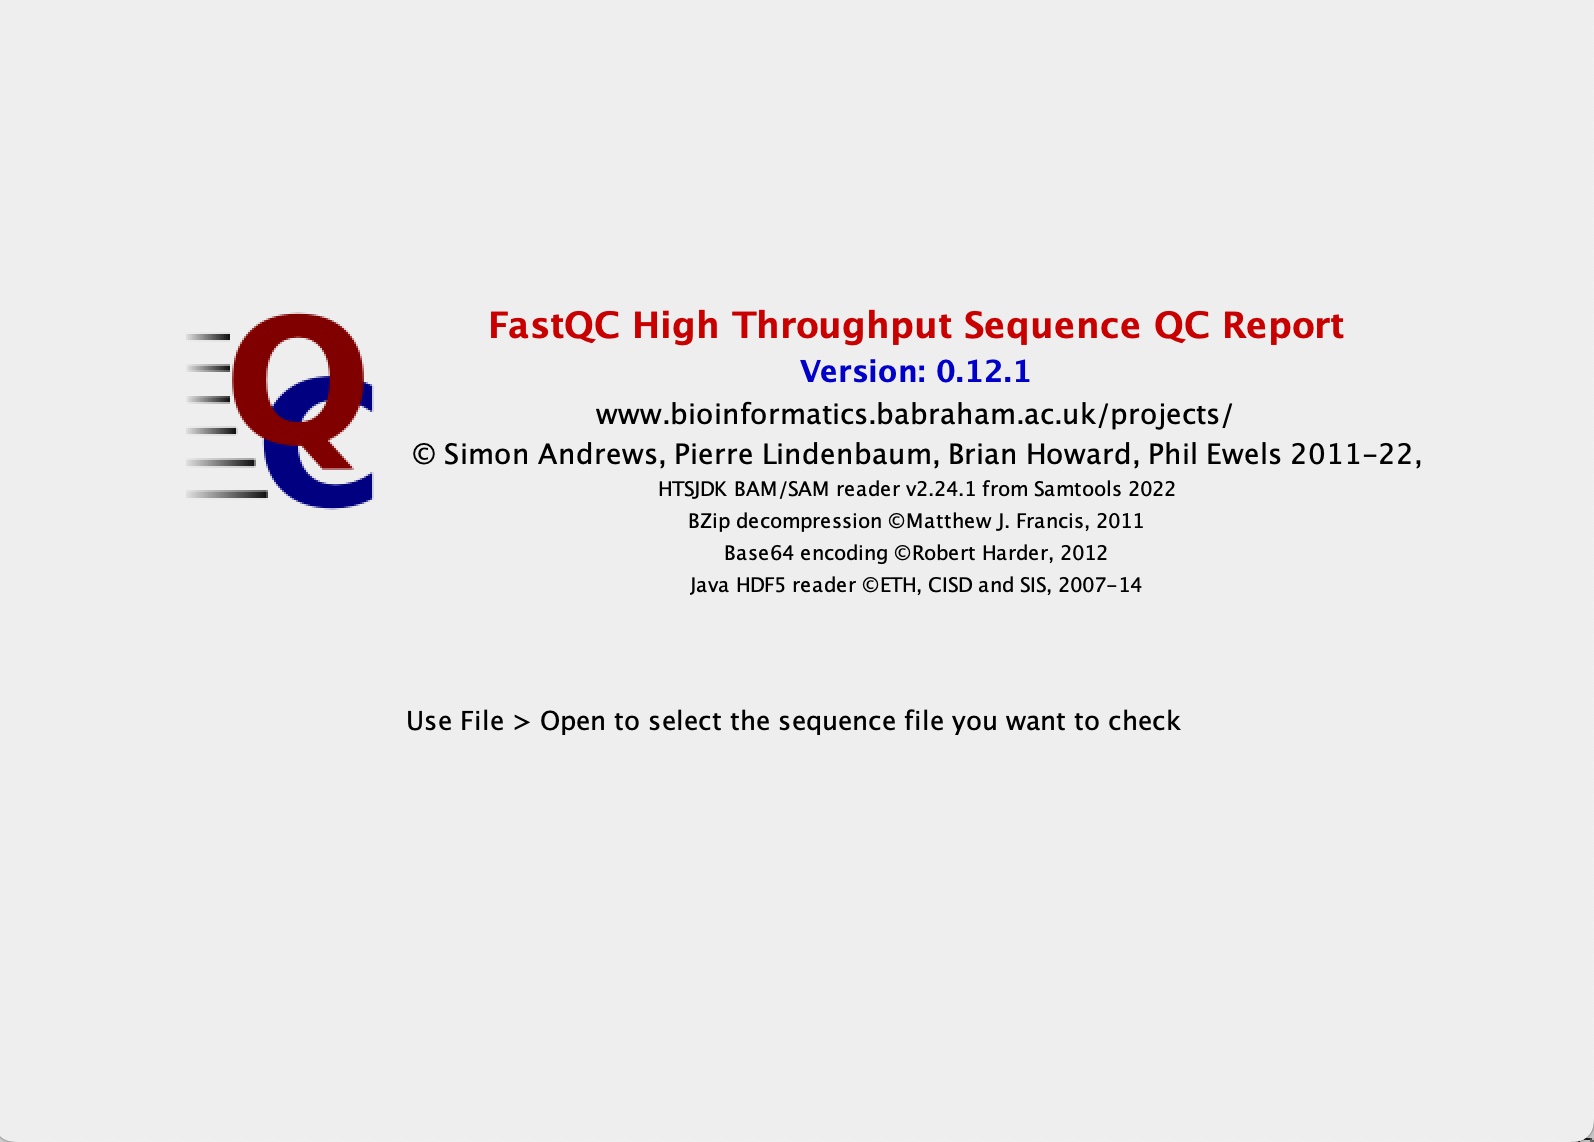 QC
FastQC High Throughput Sequence QC Report
Version: 0.12.1
www.bioinformatics.babraham.ac.uk/projects/
© Simon Andrews, Pierre Lindenbaum, Brian Howard, Phil Ewels 2011-22,
HTSJDK BAM/SAM reader v2.24.1 from Samtools 2022
BZip decompression ©Matthew J. Francis, 2011
Base64 encoding ©Robert Harder, 2012
Java HDF5 reader ©ETH, CISD and SIS, 2007-14
Use File > Open to select the sequence file you want to check